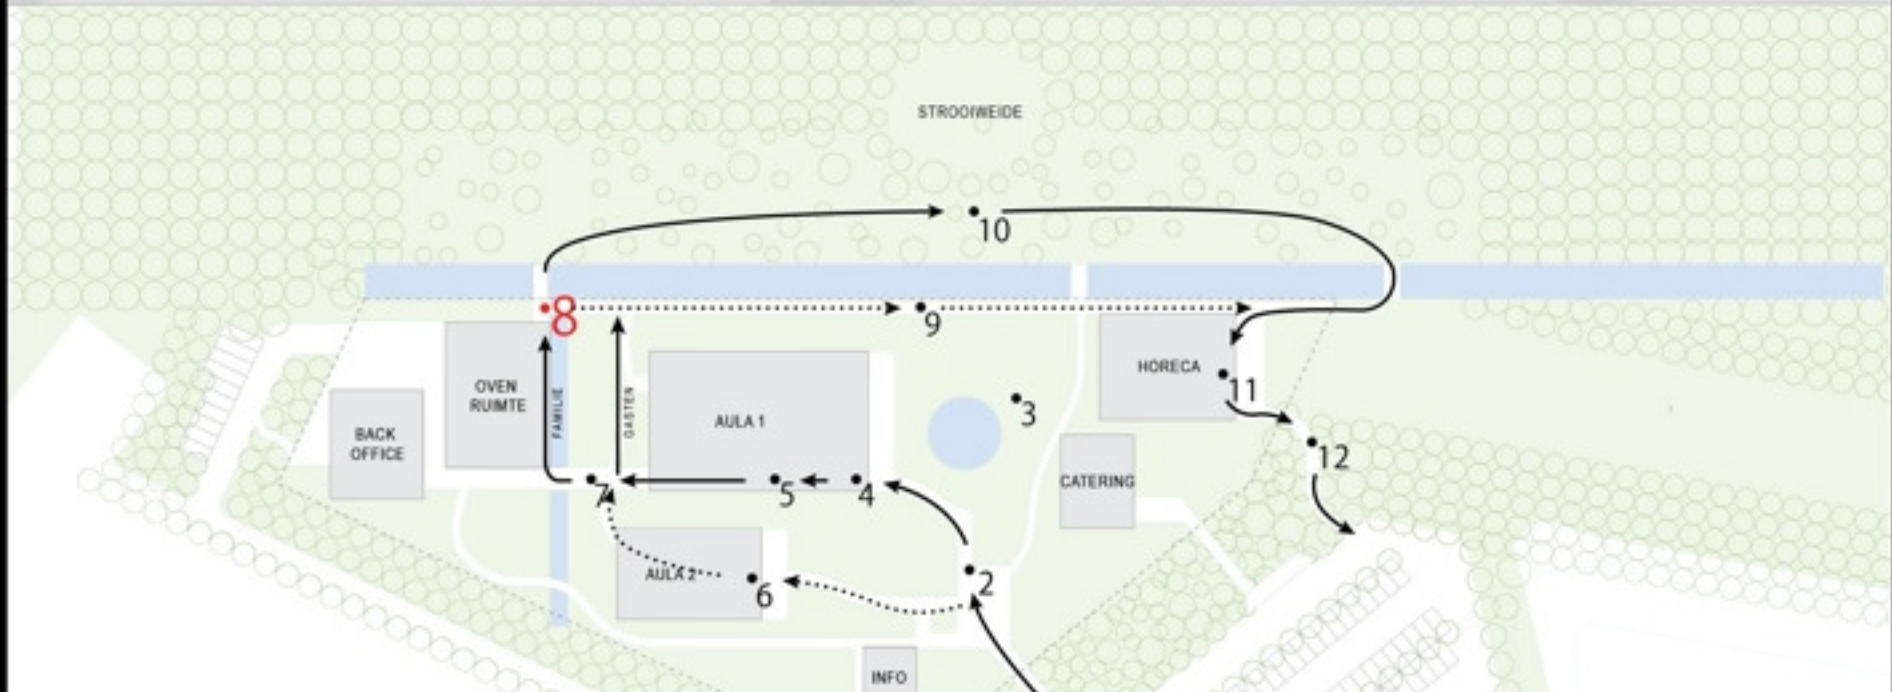 STROOIWEIDE
10
8
9
HORECA
11
OVEN
RUIMTE
FAMILIE
GASTEN
AULA 1
3
BACK
OFFICE
12
CATERING
7
5
4
AULA 2
6
2
INFO